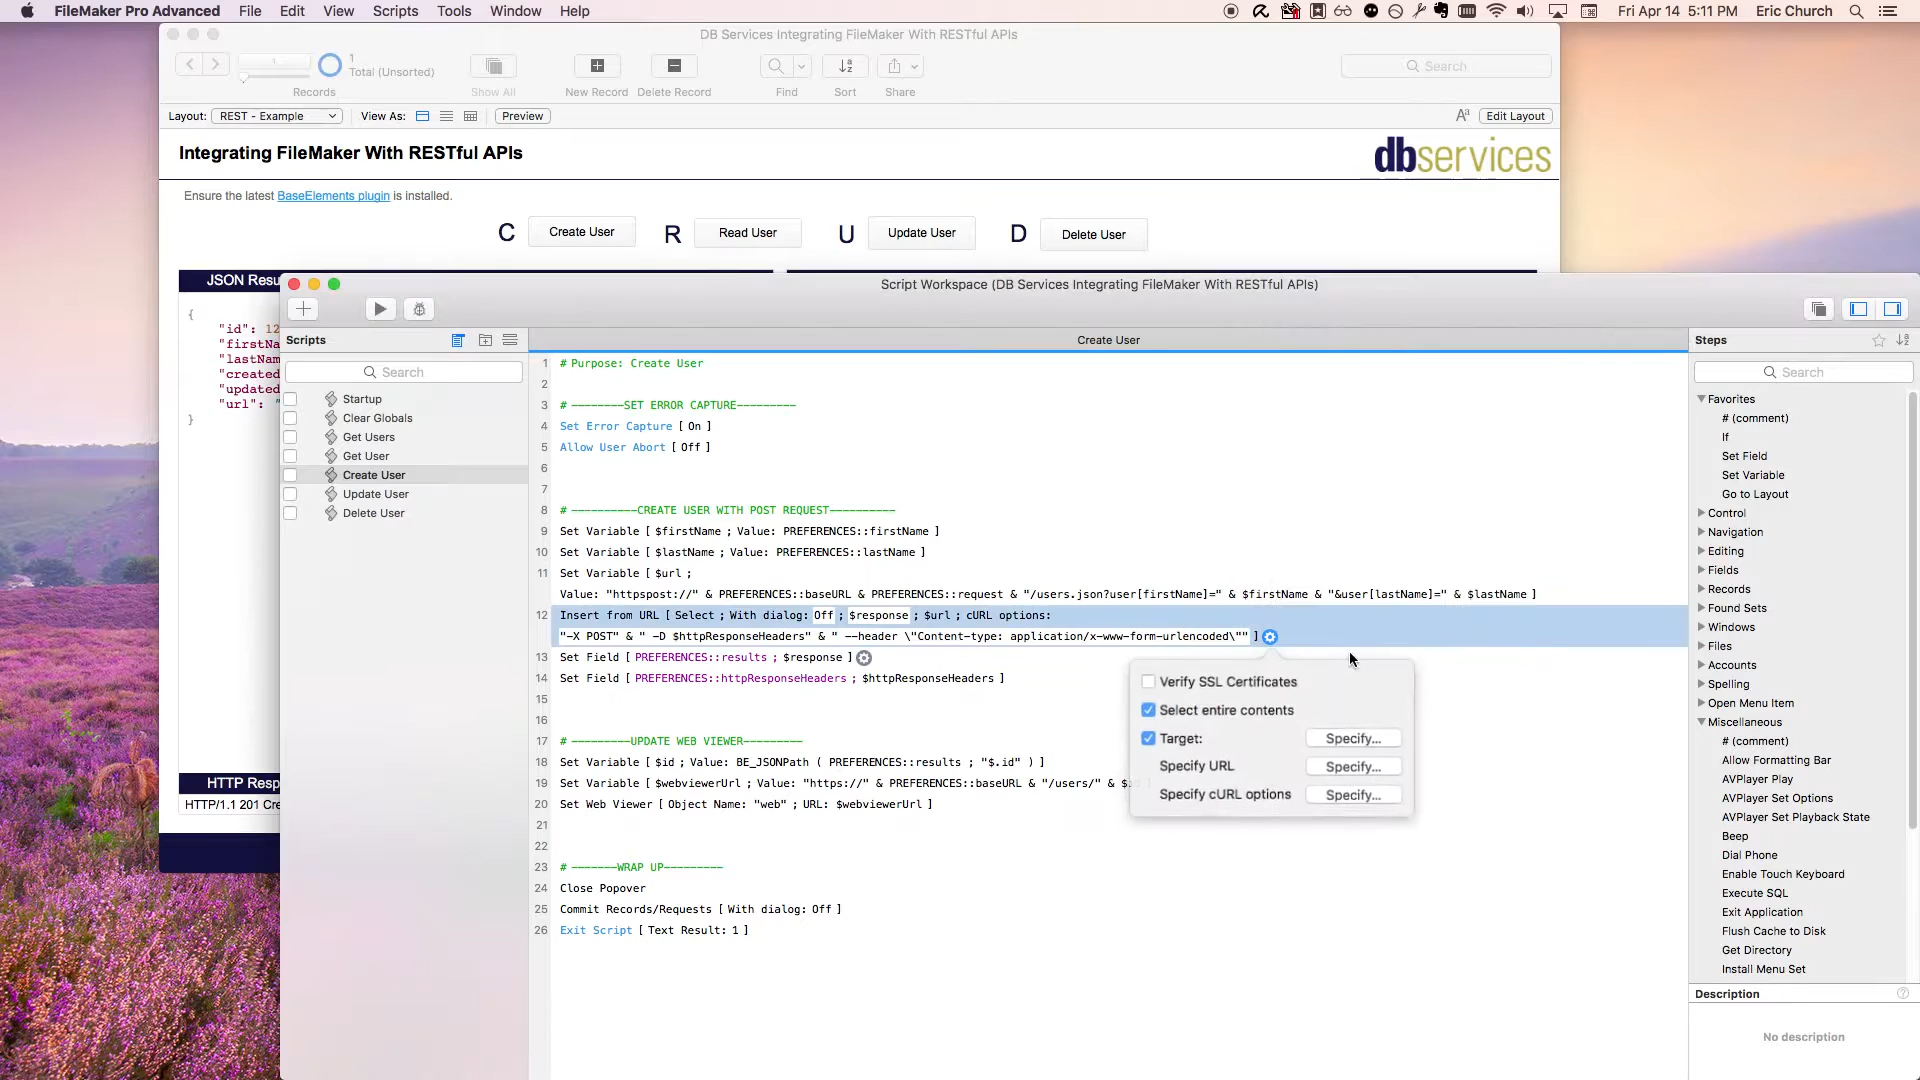 FileMaker Pro Advanced File Edit View Scripts Tools Window Help Fri Apr 14 5:11 PM Eric Church
DB Services Integrating FileMaker With RESTful APIs
1
Total (Unsorted)
Search
Records Show All New Record Delete Record Find Sort Share
Layout: REST - Example View As: Preview Aa Edit Layout
Integrating FileMaker With RESTful APIs
dbservices
Ensure the latest BaseElements plugin is installed.
C Create User R Read User U Update User D Delete User
JSON Resu
{
"id": 12
"firstNa
"lastNam
"created
"updated
"url": "
}
HTTP Resp
HTTP/1.1 201 Cre
Script Workspace (DB Services Integrating FileMaker With RESTful APIs)
Scripts
Search
Startup
Clear Globals
Get Users
Get User
Create User
Update User
Delete User
Create User
1 # Purpose: Create User
2
3 # --------SET ERROR CAPTURE---------
4 Set Error Capture [ On ]
5 Allow User Abort [ Off ]
6
7
8 # ----------CREATE USER WITH POST REQUEST----------
9 Set Variable [ $firstName ; Value: PREFERENCES::firstName ]
10 Set Variable [ $lastName ; Value: PREFERENCES::lastName ]
11 Set Variable [ $url ;
Value: "httpspost://" & PREFERENCES::baseURL & PREFERENCES::request & "/users.json?user[firstName]=" & $firstName & "&user[lastName]=" & $lastName ]
12 Insert from URL [ Select ; With dialog: Off ; $response ; $url ; cURL options:
"-X POST" & " -D $httpResponseHeaders" & " --header \"Content-type: application/x-www-form-urlencoded\"" ]
13 Set Field [ PREFERENCES::results ; $response ]
14 Set Field [ PREFERENCES::httpResponseHeaders ; $httpResponseHeaders ]
15
16
17 # ---------UPDATE WEB VIEWER---------
18 Set Variable [ $id ; Value: BE_JSONPath ( PREFERENCES::results ; "$.id" ) ]
19 Set Variable [ $webviewerUrl ; Value: "https://" & PREFERENCES::baseURL & "/users/" &
20 Set Web Viewer [ Object Name: "web" ; URL: $webviewerUrl ]
21
22
23 # -------WRAP UP---------
24 Close Popover
25 Commit Records/Requests [ With dialog: Off ]
26 Exit Script [ Text Result: 1 ]
Verify SSL Certificates
Select entire contents
Target: Specify...
Specify URL Specify...
Specify cURL options Specify...
Steps
Search
Favorites
# (comment)
If
Set Field
Set Variable
Go to Layout
Control
Navigation
Editing
Fields
Records
Found Sets
Windows
Files
Accounts
Spelling
Open Menu Item
Miscellaneous
# (comment)
Allow Formatting Bar
AVPlayer Play
AVPlayer Set Options
AVPlayer Set Playback State
Beep
Dial Phone
Enable Touch Keyboard
Execute SQL
Exit Application
Flush Cache to Disk
Get Directory
Install Menu Set
Description
No description